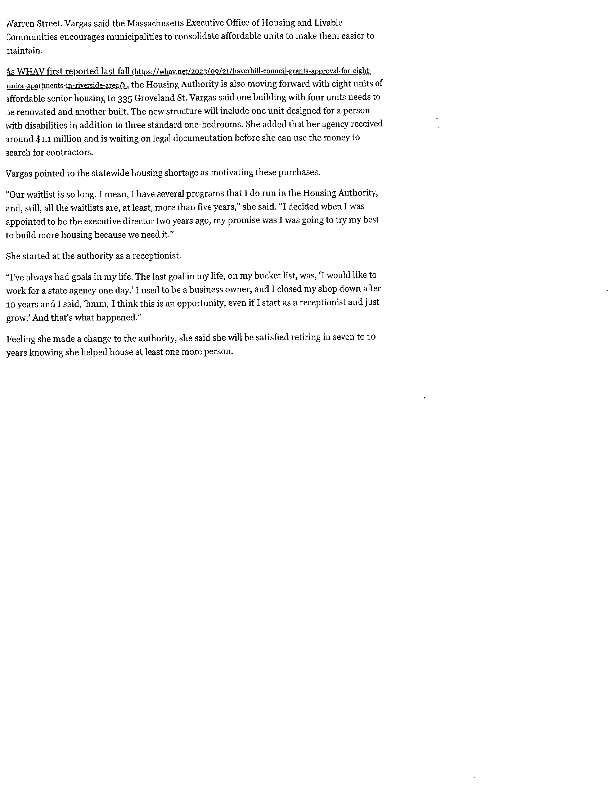 Warren Street. Vargas said the Massachusetts Executive Office of Housing and Livable
Communities encourages municipalities to consolidate affordable units to make them easier to
maintain.
As WHAV first reported last fall (https://whav.net/2023/09/21/haverhill-council-grants-approval-for-eight-
senior-apartments-in-riverside-area/), the Housing Authority is also moving forward with eight units of
affordable senior housing to 335 Groveland St. Vargas said one building with four units needs to
be renovated and another built. The new structure will include one unit designed for a person
with disabilities in addition to three standard one-bedrooms. She added that her agency received
around $1.1 million and is waiting on legal documentation before she can use the money to
search for contractors.
Vargas pointed to the statewide housing shortage as motivating these purchases.
“Our waitlist is so long. I mean, I have several programs that I do run in the Housing Authority,
and, still, all the waitlists are, at least, more than five years,” she said. “I decided when I was
appointed to be the executive director two years ago, my promise was I was going to try my best
to build more housing because we need it.”
She started at the authority as a receptionist.
“I’ve always had goals in my life. The last goal in my life, on my bucket list, was, ‘I would like to
work for a state agency one day.’ I used to be a business owner, and I closed my shop down after
10 years and I said, ‘hmm, I think this is an opportunity, even if I start as a receptionist and just
grow.’ And that’s what happened.”
Feeling she made a change to the authority, she said she will be satisfied retiring in seven to 10
years knowing she helped house at least one more person.